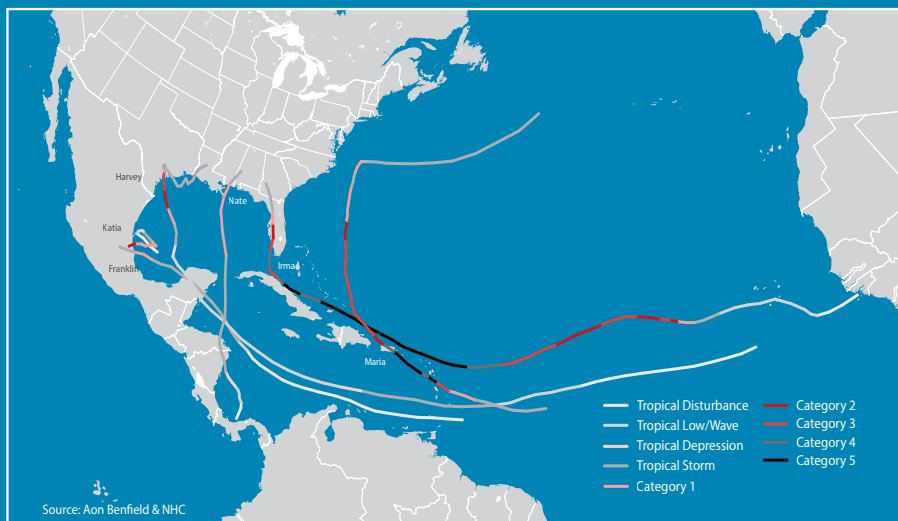 Harvey
Nate
Katia
Irma
Franklin
Maria
Tropical Disturbance
Tropical Low/Wave
Tropical Depression
Tropical Storm
Category 1
Category 2
Category 3
Category 4
Category 5
Source: Aon Benfield & NHC